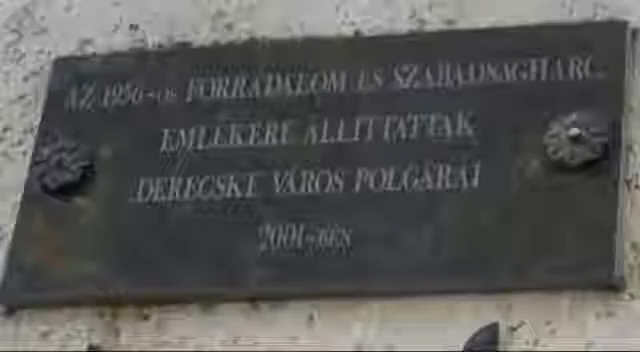 AZ 1956-OS FORRADALOM ÉS SZABADSÁGHARC
EMLÉKÉRE ÁLLÍTTATTÁK
DERECSKE VÁROS POLGÁRAI
2001-BEN